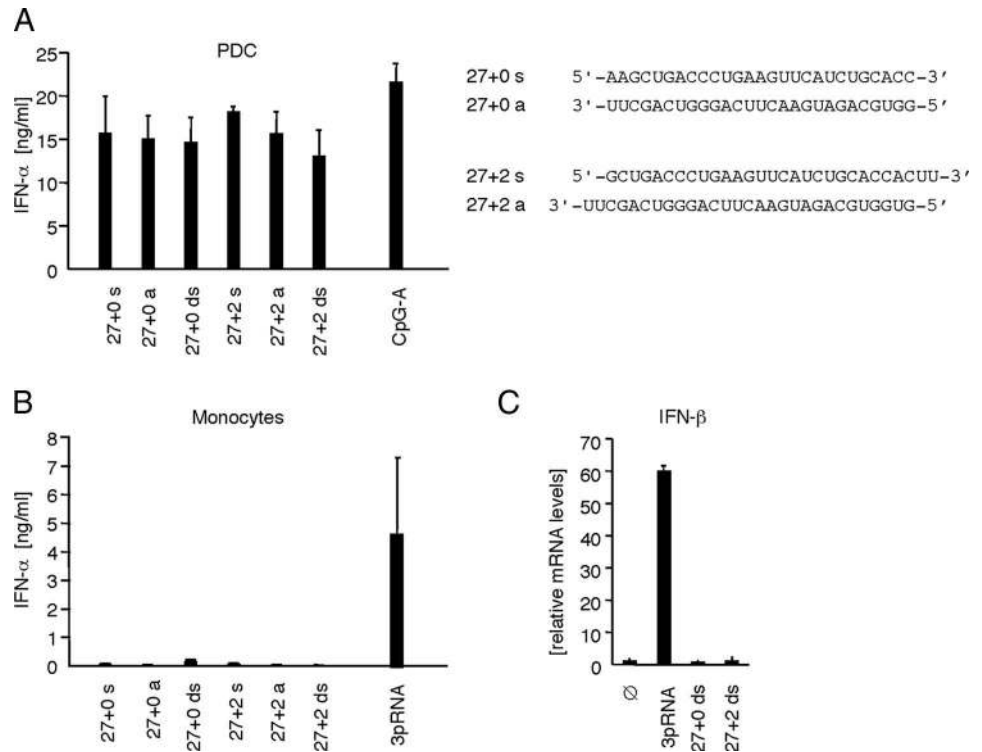 A
PDC
25
20
15
10
5
0
IFN-α [ng/ml]
27+0 s
27+0 a
27+0 ds
27+2 s
27+2 a
27+2 ds
CpG-A
27+0 s 5'-AAGCUGACCCUGAAGUUCAUCUGCACC-3'
27+0 a 3'-UUCGACUGGGACUUCAAGUAGACGUGG-5'
27+2 s 5'-GCUGACCCUGAAGUUCAUCUGCACCACUU-3'
27+2 a 3'-UUCGACUGGGACUUCAAGUAGACGUGGUG-5'
B
Monocytes
8
7
6
5
4
3
2
1
0
IFN-α [ng/ml]
27+0 s
27+0 a
27+0 ds
27+2 s
27+2 a
27+2 ds
3pRNA
C
IFN-β
70
60
50
40
30
20
10
0
[relative mRNA levels]
∅
3pRNA
27+0 ds
27+2 ds